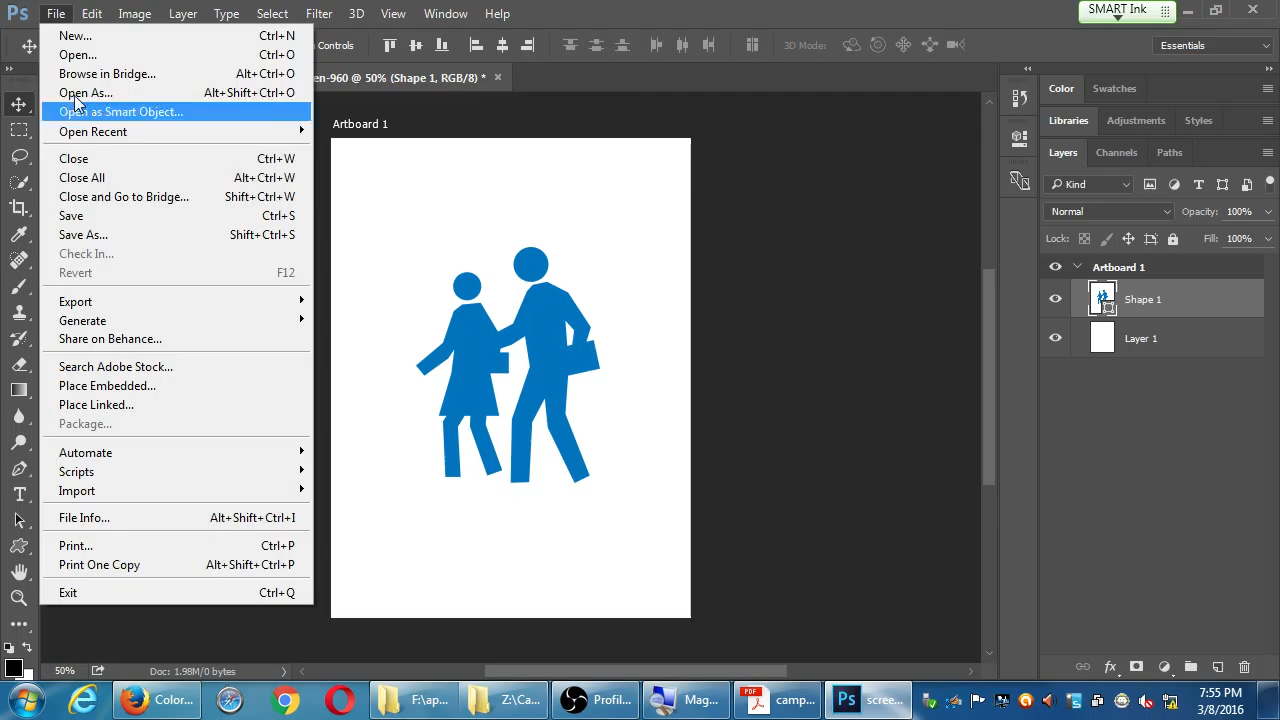 Ps File Edit Image Layer Type Select Filter 3D View Window Help
SMART Ink
New... Ctrl+N
Open... Ctrl+O
Browse in Bridge... Alt+Ctrl+O
Open As... Alt+Shift+Ctrl+O
Open as Smart Object...
Open Recent
Close Ctrl+W
Close All Alt+Ctrl+W
Close and Go to Bridge... Shift+Ctrl+W
Save Ctrl+S
Save As... Shift+Ctrl+S
Check In...
Revert F12
Export
Generate
Share on Behance...
Search Adobe Stock...
Place Embedded...
Place Linked...
Package...
Automate
Scripts
Import
File Info... Alt+Shift+Ctrl+I
Print... Ctrl+P
Print One Copy Alt+Shift+Ctrl+P
Exit Ctrl+Q
Controls
3D Mode:
Essentials
en-960 @ 50% (Shape 1, RGB/8) *
Artboard 1
Color Swatches
Libraries Adjustments Styles
Layers Channels Paths
Kind
Normal Opacity: 100%
Lock: Fill: 100%
Artboard 1
Shape 1
Layer 1
50% Doc: 1.98M/0 bytes
Color... F:\ap... Z:\Ca... Profil... Mag... PDF camp... Ps scree...
7:55 PM
3/8/2016